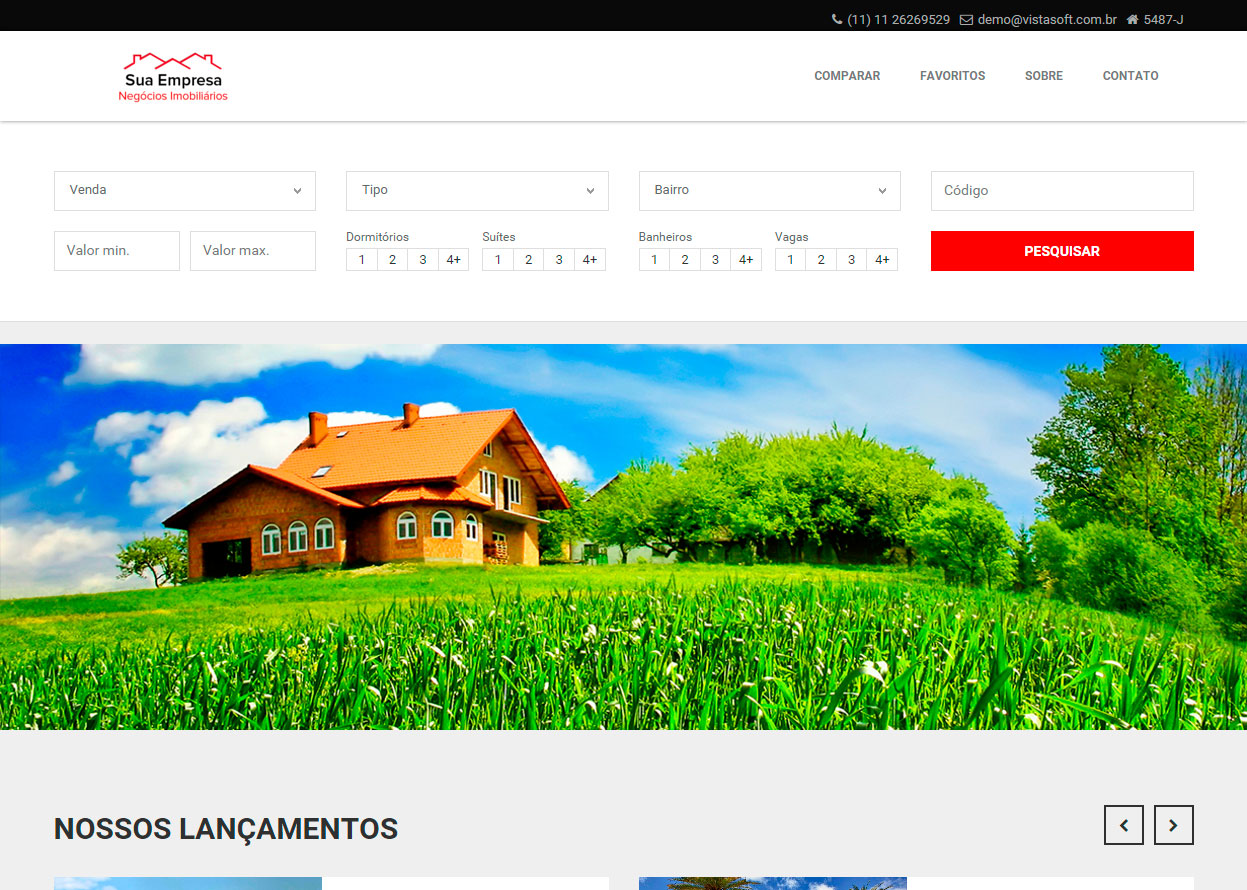 (11) 11 26269529 demo@vistasoft.com.br 5487-J
Sua Empresa
Negócios Imobiliários
COMPARAR FAVORITOS SOBRE CONTATO
Venda Tipo Bairro Código
Dormitórios Suítes Banheiros Vagas
Valor min. Valor max. 1 2 3 4+ 1 2 3 4+ 1 2 3 4+ 1 2 3 4+ PESQUISAR
NOSSOS LANÇAMENTOS